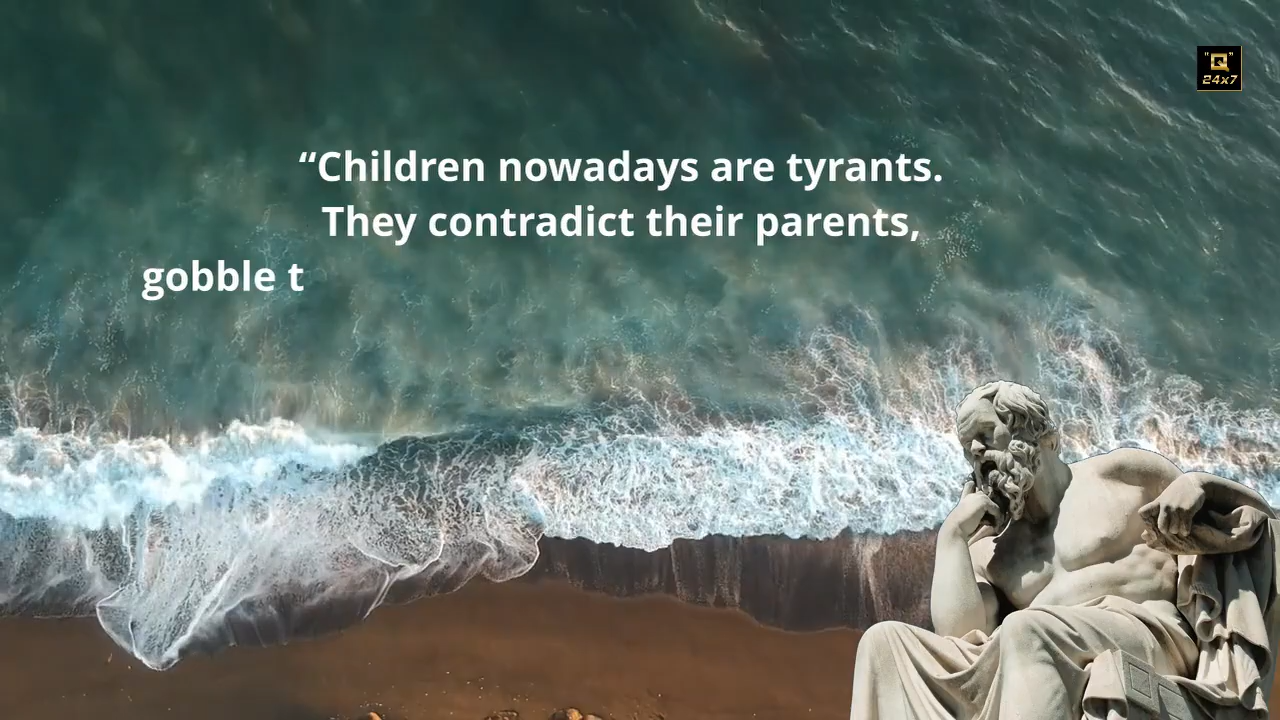 "Q"
24x7
“Children nowadays are tyrants.
They contradict their parents,
gobble t